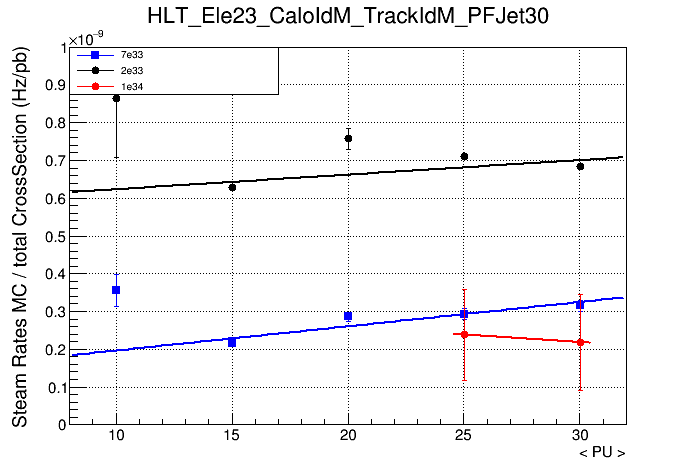 HLT_Ele23_CaloIdM_TrackIdM_PFJet30
×10⁻⁹
Steam Rates MC / total CrossSection (Hz/pb)
7e33
2e33
1e34
1
0.9
0.8
0.7
0.6
0.5
0.4
0.3
0.2
0.1
0
10 15 20 25 30
< PU >